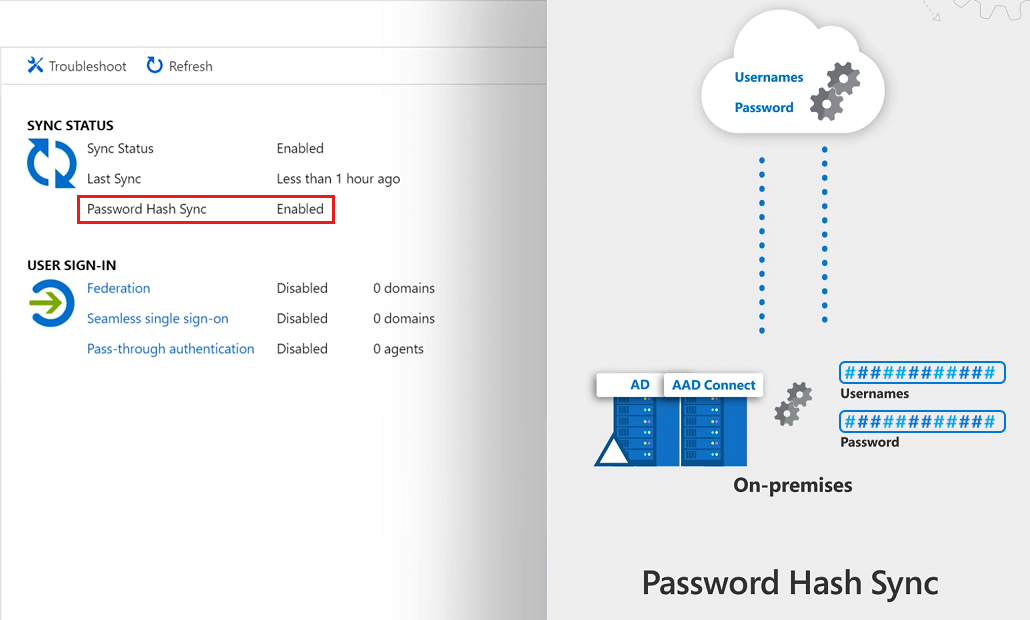 Troubleshoot Refresh
SYNC STATUS
Sync Status Enabled
Last Sync Less than 1 hour ago
Password Hash Sync Enabled
USER SIGN-IN
Federation Disabled 0 domains
Seamless single sign-on Disabled 0 domains
Pass-through authentication Disabled 0 agents
Usernames
Password
AD AAD Connect
############
Usernames
############
Password
On-premises
Password Hash Sync